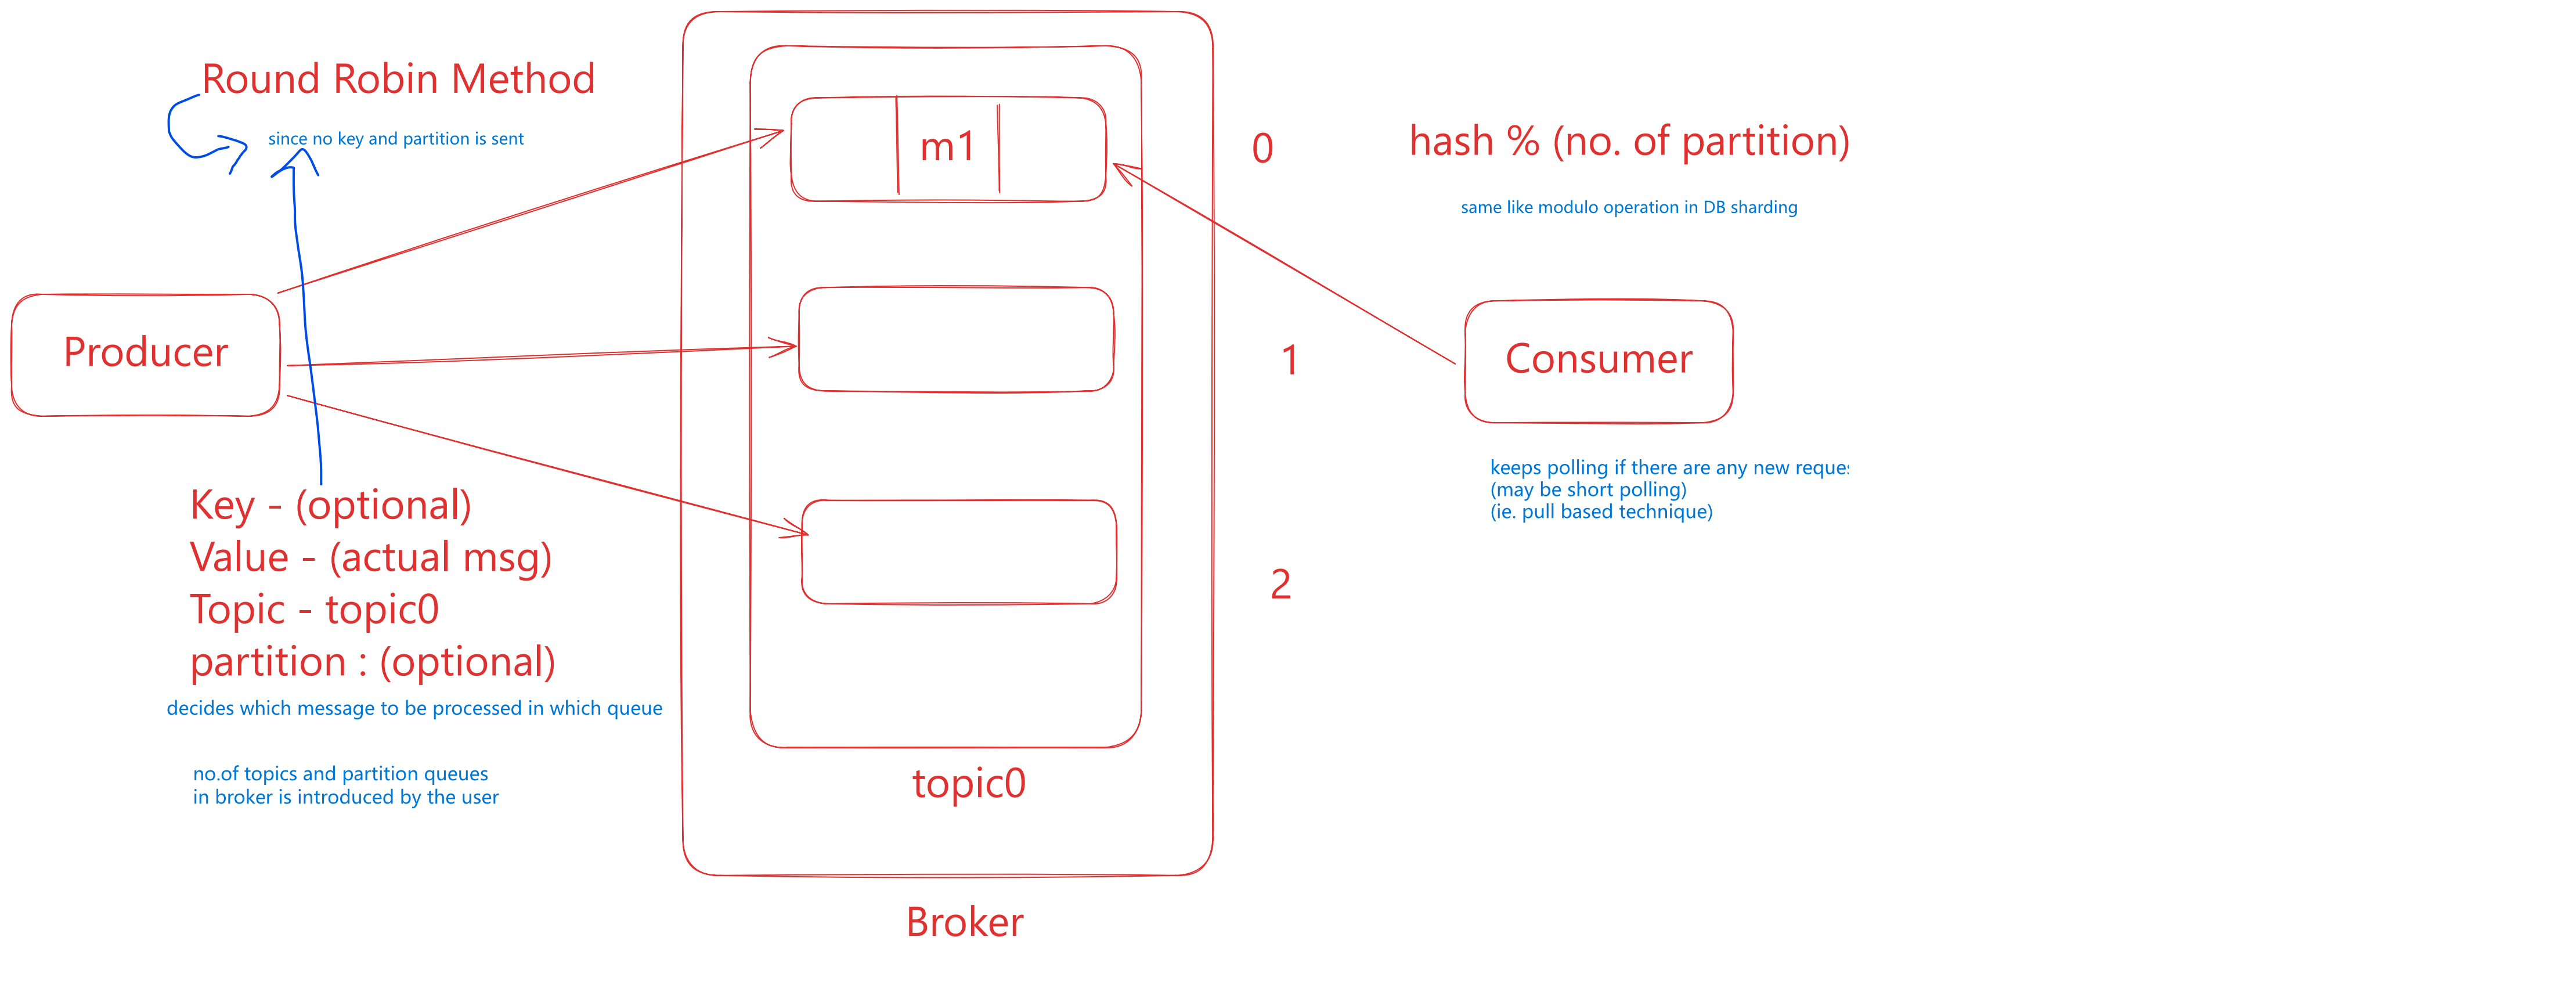 Round Robin Method
since no key and partition is sent
m1
0
hash % (no. of partition)
same like modulo operation in DB sharding
Producer
1
Consumer
keeps polling if there are any new
(may be short polling)
(ie. pull based technique)
Key - (optional)
Value - (actual msg)
Topic - topic0
partition : (optional)
2
decides which message to be processed in which queue
no.of topics and partition queues
in broker is introduced by the user
topic0
Broker